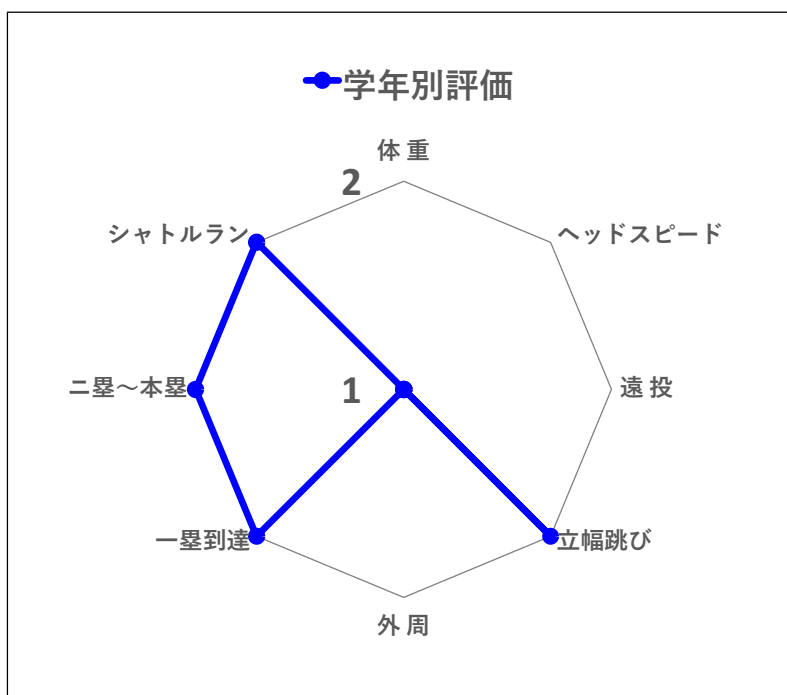 学年別評価
体 重
2
シャトルラン
ヘッドスピード
二塁～本塁
1
遠 投
一塁到達
立幅跳び
外 周